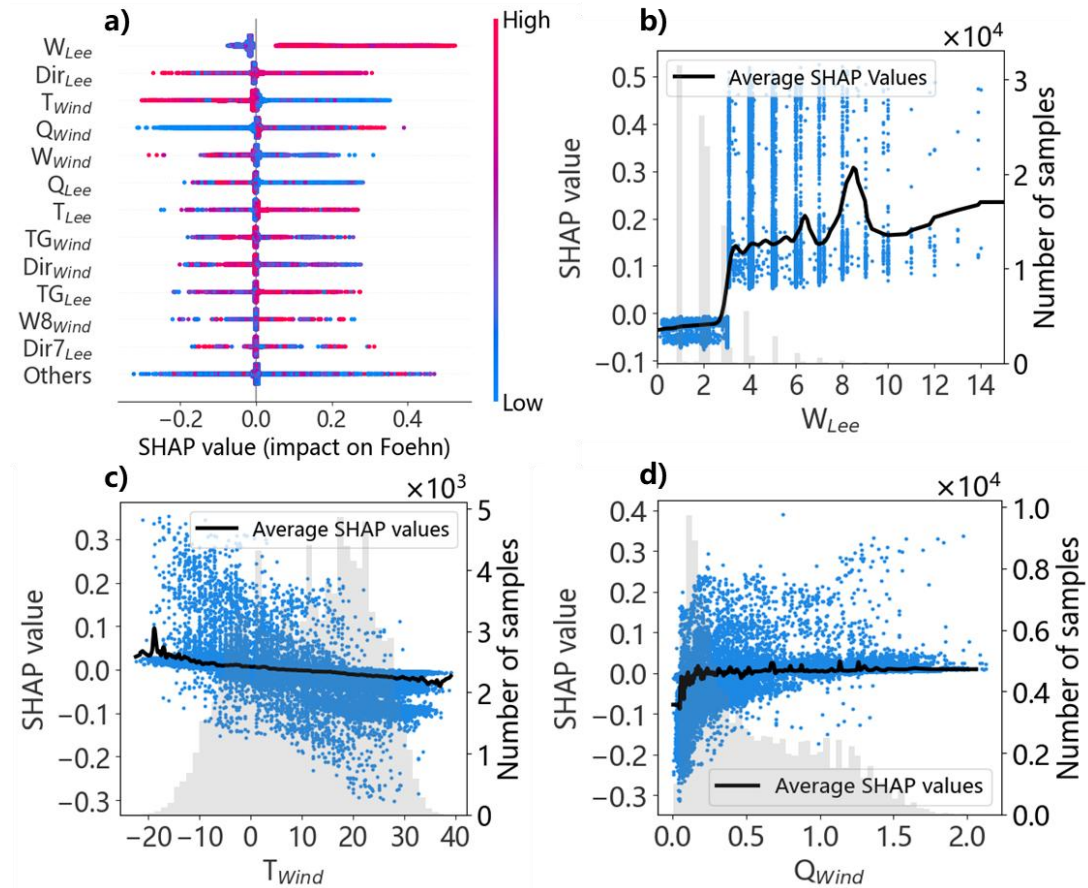 a)
High
W_Lee
Dir_Lee
T_Wind
Q_Wind
W_Wind
Q_Lee
T_Lee
TG_Wind
Dir_Wind
TG_Lee
W8_Wind
Dir7_Lee
Others
Low
−0.2 0.0 0.2 0.4
SHAP value (impact on Foehn)
b)
×10⁴
Average SHAP Values
SHAP value
0.5
0.4
0.3
0.2
0.1
0.0
−0.1
3
2
1
0
Number of samples
0 2 4 6 8 10 12 14
W_Lee
c)
×10³
Average SHAP values
SHAP value
0.3
0.2
0.1
0.0
−0.1
−0.2
−0.3
5
4
3
2
1
0
Number of samples
−20 −10 0 10 20 30 40
T_Wind
d)
×10⁴
SHAP value
0.4
0.3
0.2
0.1
0.0
−0.1
−0.2
−0.3
1.0
0.8
0.6
0.4
0.2
0.0
Number of samples
Average SHAP values
0.0 0.5 1.0 1.5 2.0
Q_Wind